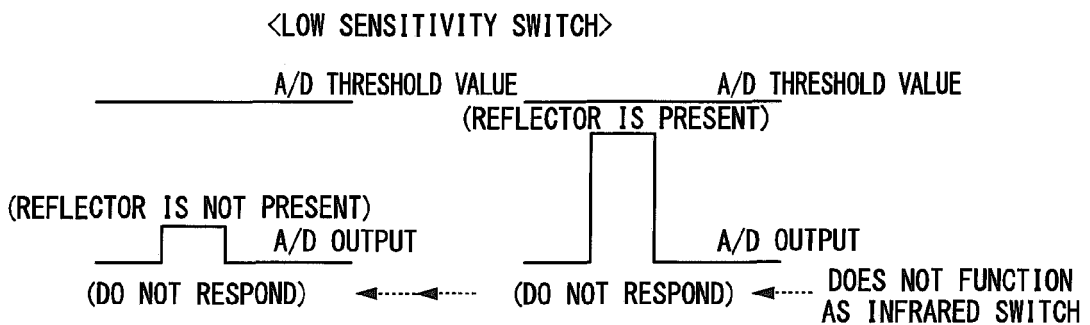 <LOW SENSITIVITY SWITCH>
A/D THRESHOLD VALUE
A/D THRESHOLD VALUE
(REFLECTOR IS PRESENT)
(REFLECTOR IS NOT PRESENT)
A/D OUTPUT
A/D OUTPUT
(DO NOT RESPOND)
(DO NOT RESPOND)
DOES NOT FUNCTION
AS INFRARED SWITCH